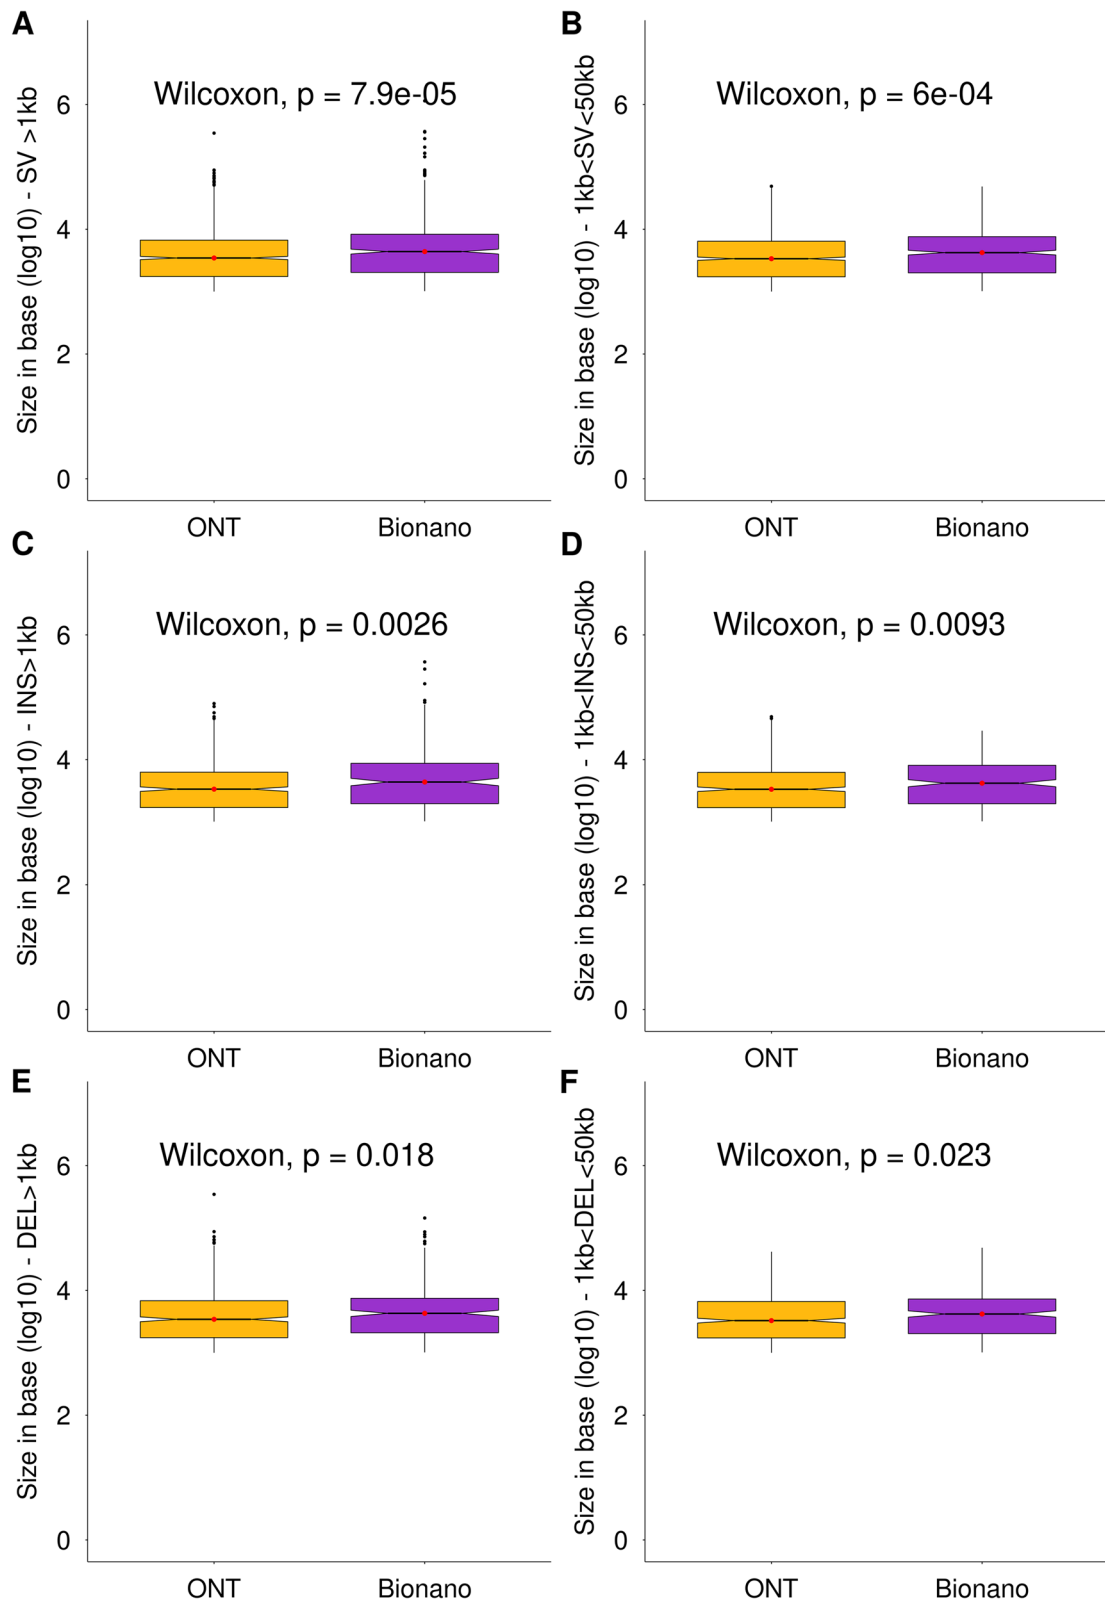 A
Size in base (log10) - SV >1kb
Wilcoxon, p = 7.9e-05
6
4
2
0
ONT Bionano
B
Size in base (log10) - 1kb<SV<50kb
Wilcoxon, p = 6e-04
6
4
2
0
ONT Bionano
C
Size in base (log10) - INS>1kb
Wilcoxon, p = 0.0026
6
4
2
0
ONT Bionano
D
Size in base (log10) - 1kb<INS<50kb
Wilcoxon, p = 0.0093
6
4
2
0
ONT Bionano
E
Size in base (log10) - DEL>1kb
Wilcoxon, p = 0.018
6
4
2
0
ONT Bionano
F
Size in base (log10) - 1kb<DEL<50kb
Wilcoxon, p = 0.023
6
4
2
0
ONT Bionano